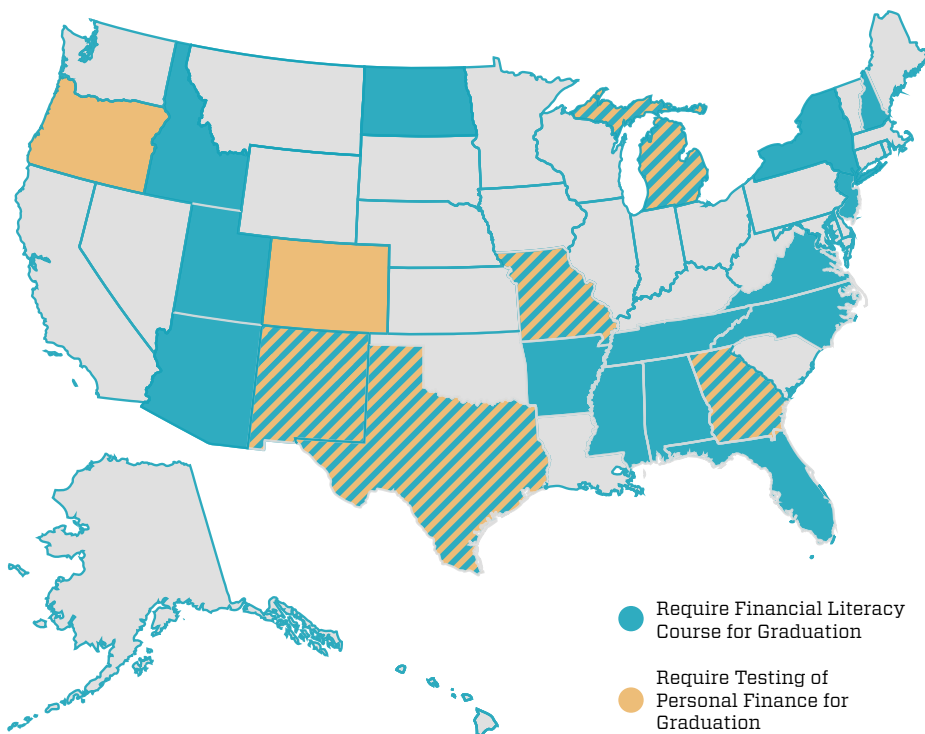 Require Financial Literacy
Course for Graduation
Require Testing of
Personal Finance for
Graduation